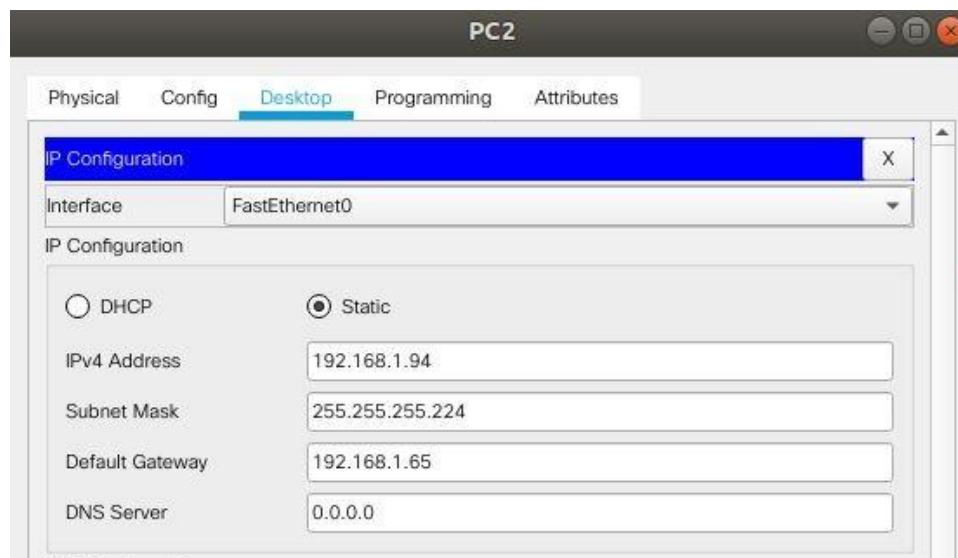 PC2
Physical Config Desktop Programming Attributes
IP Configuration X
Interface FastEthernet0
IP Configuration
DHCP Static
IPv4 Address 192.168.1.94
Subnet Mask 255.255.255.224
Default Gateway 192.168.1.65
DNS Server 0.0.0.0